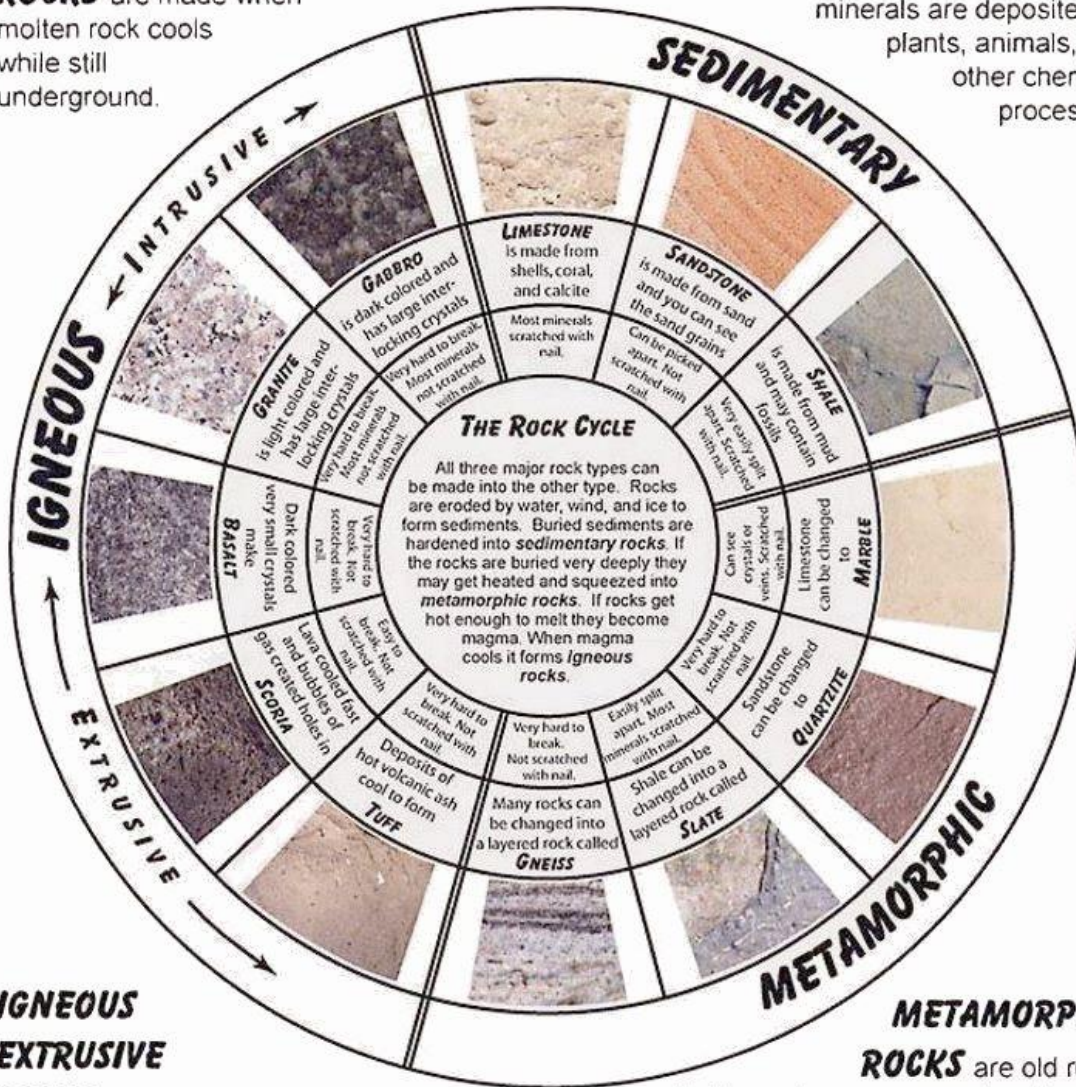 ROCKS are made when
molten rock cools
while still
underground.
minerals are deposite
plants, animals,
other cher
proces
SEDIMENTARY
METAMORPHIC
IGNEOUS
← INTRUSIVE →
← EXTRUSIVE →
LIMESTONE
is made from
shells, coral,
and calcite
Most minerals
scratched with
nail.
SANDSTONE
is made from sand
and you can see
the sand grains
Can be picked
apart. Not
scratched with
nail.
SHALE
is made from mud
and may contain
fossils
Very easily split
apart. Scratched
with nail.
Can see
crystals or
veins. Scratched
with nail.
Limestone
can be changed
to
MARBLE
Very hard to
break. Not
scratched with
nail.
Sandstone
can be changed
to
QUARTZITE
Easily split
apart. Most
minerals scratched
with nail.
Shale can be
changed into a
layered rock called
SLATE
Very hard to
break.
Not scratched
with nail.
Many rocks can
be changed into
a layered rock called
GNEISS
Very hard to
break. Not
scratched with
nail.
Deposits of
hot volcanic ash
cool to form
TUFF
Easy to
break. Not
scratched with
nail.
Lava cooled fast
and bubbles of
gas created holes in
SCORIA
Very hard to
break. Not
scratched with
nail.
Dark colored
very small crystals
make
BASALT
GRANITE
is light colored and
has large inter-
locking crystals
Very hard to break.
Most minerals
not scratched
with nail.
GABBRO
is dark colored and
has large inter-
locking crystals
Very hard to break.
Most minerals
not scratched
with nail.
THE ROCK CYCLE
All three major rock types can
be made into the other type. Rocks
are eroded by water, wind, and ice to
form sediments. Buried sediments are
hardened into sedimentary rocks. If
the rocks are buried very deeply they
may get heated and squeezed into
metamorphic rocks. If rocks get
hot enough to melt they become
magma. When magma
cools it forms Igneous
rocks.
IGNEOUS
EXTRUSIVE
METAMORP
ROCKS are old r